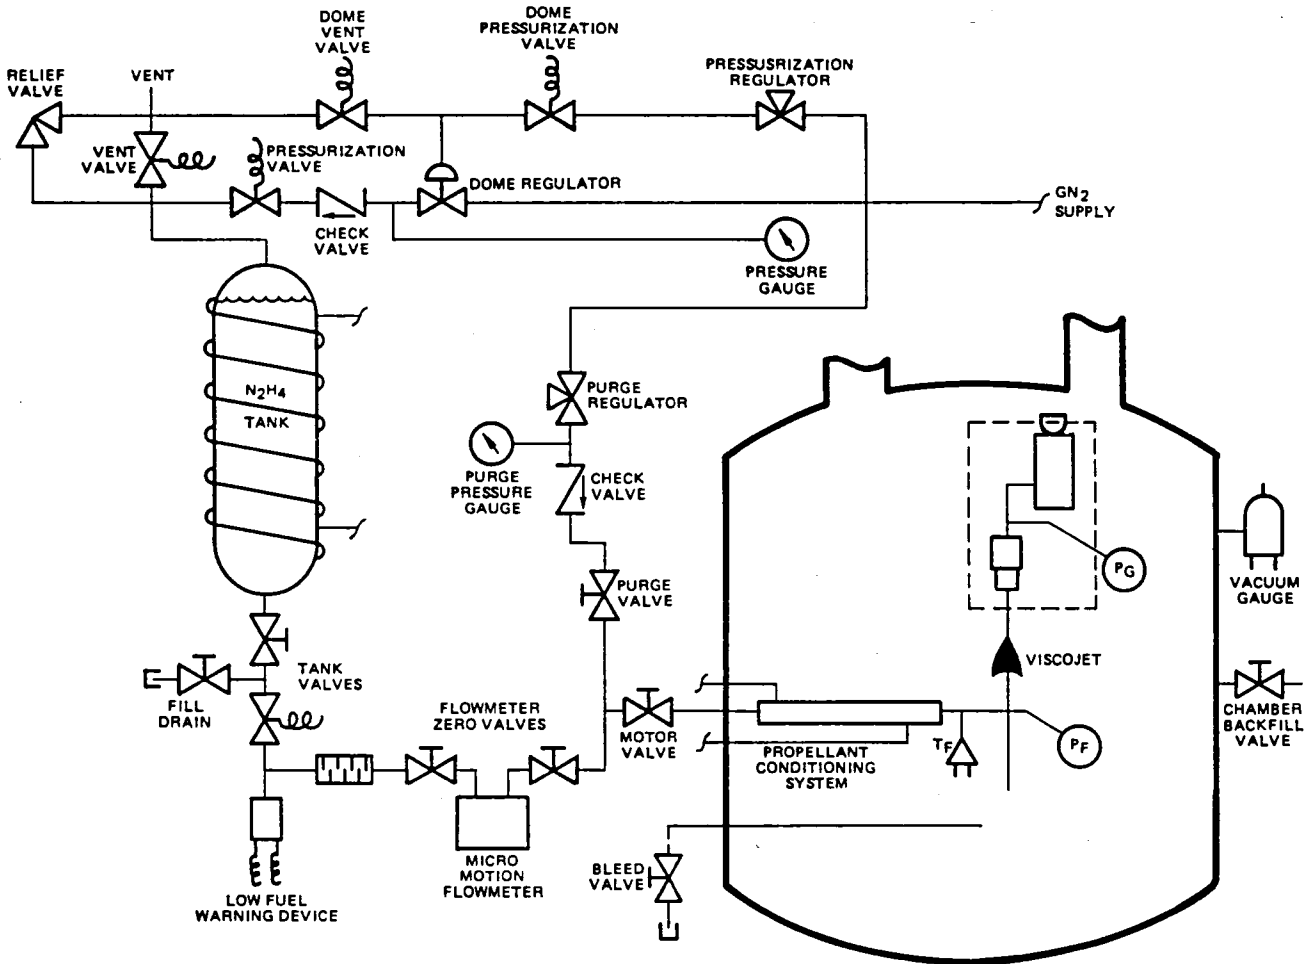 DOME
VENT
VALVE
DOME
PRESSURIZATION
VALVE
PRESSUSRIZATION
REGULATOR
RELIEF
VALVE
VENT
VENT
VALVE
PRESSURIZATION
VALVE
DOME REGULATOR
GN2
SUPPLY
CHECK
VALVE
PRESSURE
GAUGE
N2H4
TANK
PURGE
REGULATOR
PURGE
PRESSURE
GAUGE
CHECK
VALVE
PURGE
VALVE
PG
VACUUM
GAUGE
VISCOJET
TANK
VALVES
FILL
DRAIN
FLOWMETER
ZERO VALVES
MOTOR
VALVE
PROPELLANT
CONDITIONING
SYSTEM
TF
PF
CHAMBER
BACKFILL
VALVE
MICRO
MOTION
FLOWMETER
BLEED
VALVE
LOW FUEL
WARNING DEVICE